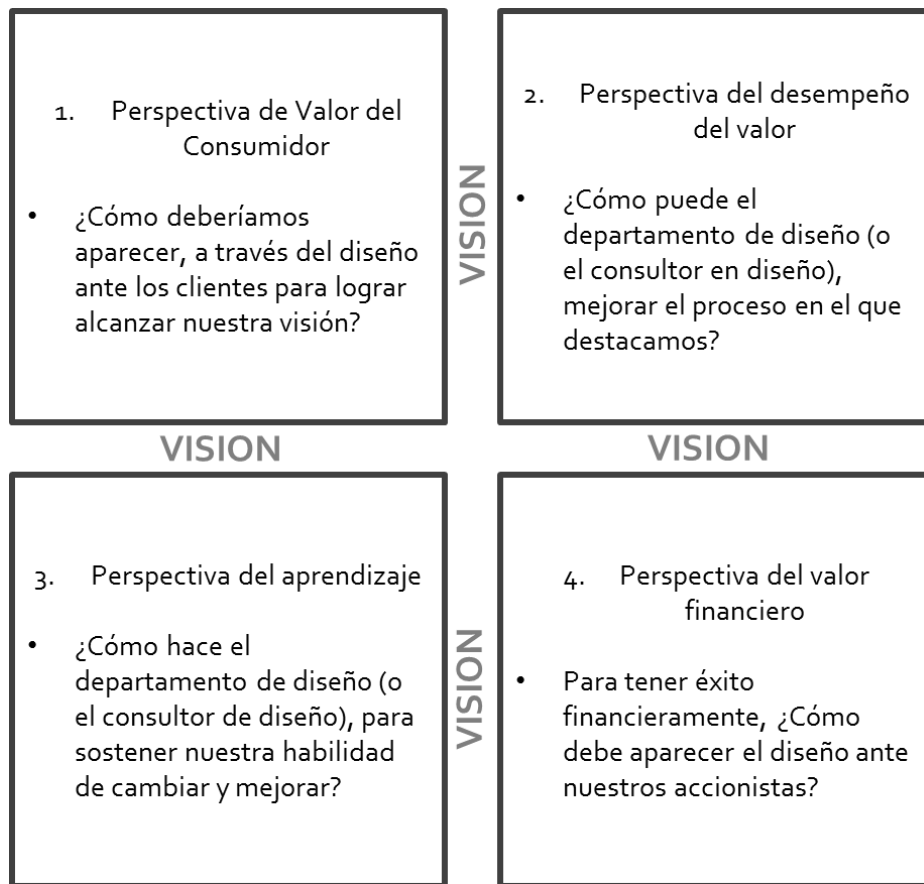 1. Perspectiva de Valor del
Consumidor
• ¿Cómo deberíamos
aparecer, a través del diseño
ante los clientes para lograr
alcanzar nuestra visión?
VISION
2. Perspectiva del desempeño
del valor
• ¿Cómo puede el
departamento de diseño (o
el consultor en diseño),
mejorar el proceso en el que
destacamos?
VISION
VISION
3. Perspectiva del aprendizaje
• ¿Cómo hace el
departamento de diseño (o
el consultor de diseño), para
sostener nuestra habilidad
de cambiar y mejorar?
VISION
4. Perspectiva del valor
financiero
• Para tener éxito
financieramente, ¿Cómo
debe aparecer el diseño ante
nuestros accionistas?